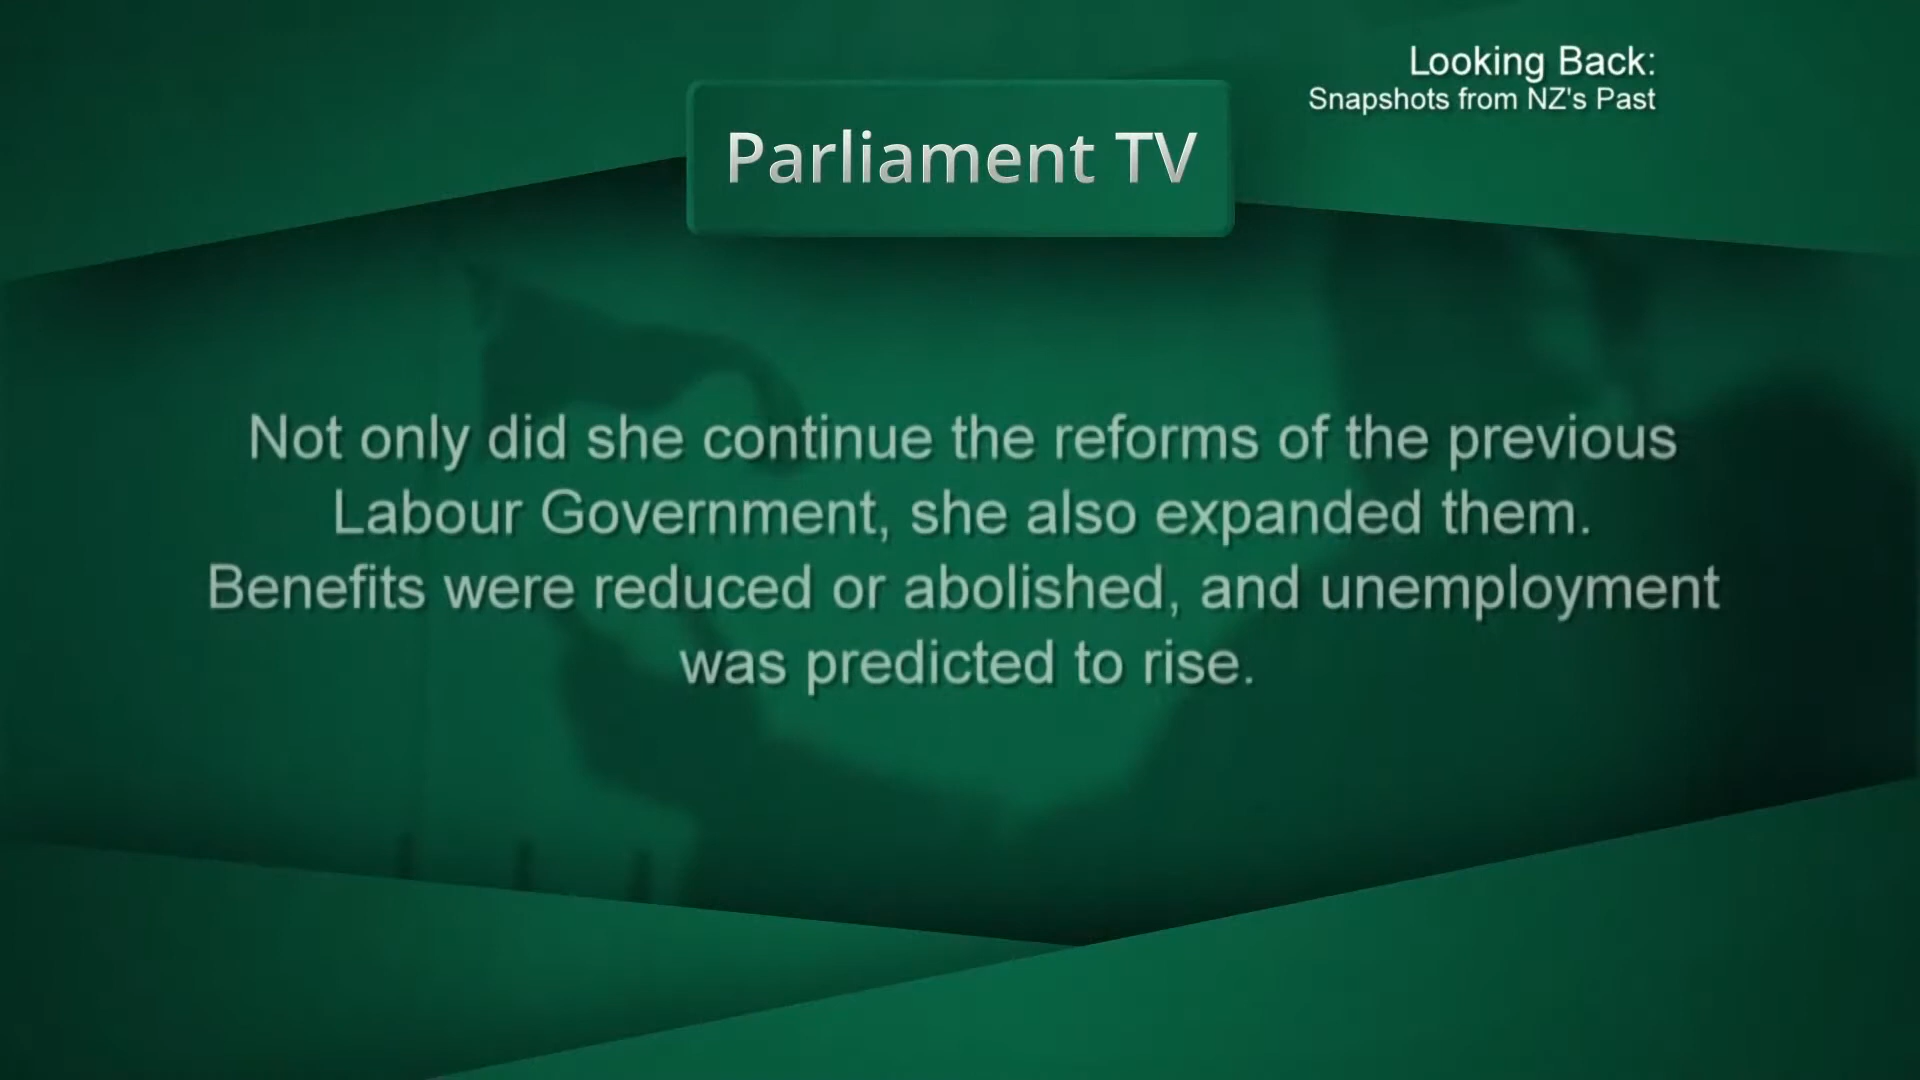 Looking Back:
Snapshots from NZ's Past
Parliament TV
Not only did she continue the reforms of the previous
Labour Government, she also expanded them.
Benefits were reduced or abolished, and unemployment
was predicted to rise.